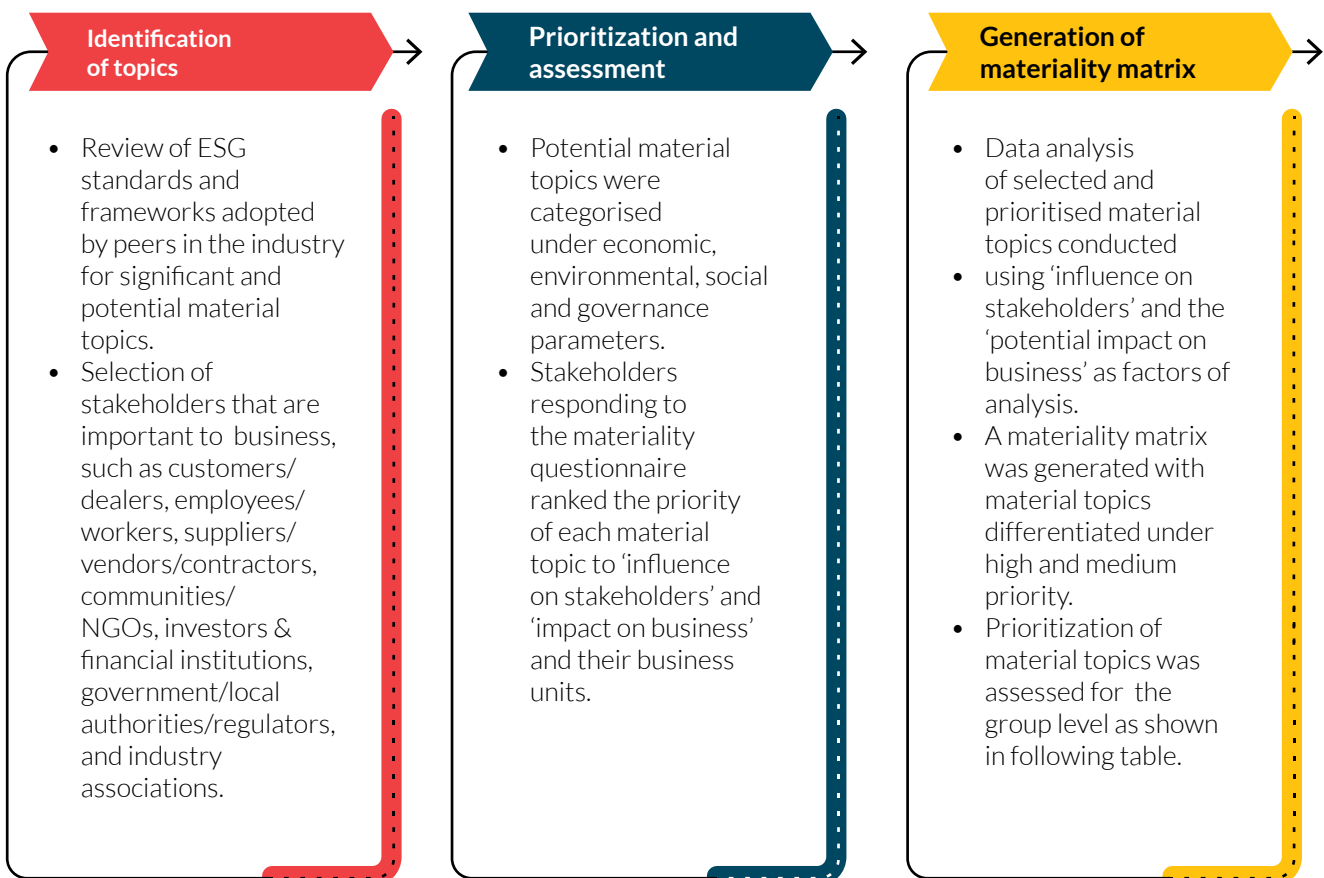 Identification
of topics
• Review of ESG
standards and
frameworks adopted
by peers in the industry
for significant and
potential material
topics.
• Selection of
stakeholders that are
important to business,
such as customers/
dealers, employees/
workers, suppliers/
vendors/contractors,
communities/
NGOs, investors &
financial institutions,
government/local
authorities/regulators,
and industry
associations.
Prioritization and
assessment
• Potential material
topics were
categorised
under economic,
environmental, social
and governance
parameters.
• Stakeholders
responding to
the materiality
questionnaire
ranked the priority
of each material
topic to ‘influence
on stakeholders’ and
‘impact on business’
and their business
units.
Generation of
materiality matrix
• Data analysis
of selected and
prioritised material
topics conducted
• using ‘influence on
stakeholders’ and the
‘potential impact on
business’ as factors of
analysis.
• A materiality matrix
was generated with
material topics
differentiated under
high and medium
priority.
• Prioritization of
material topics was
assessed for the
group level as shown
in following table.